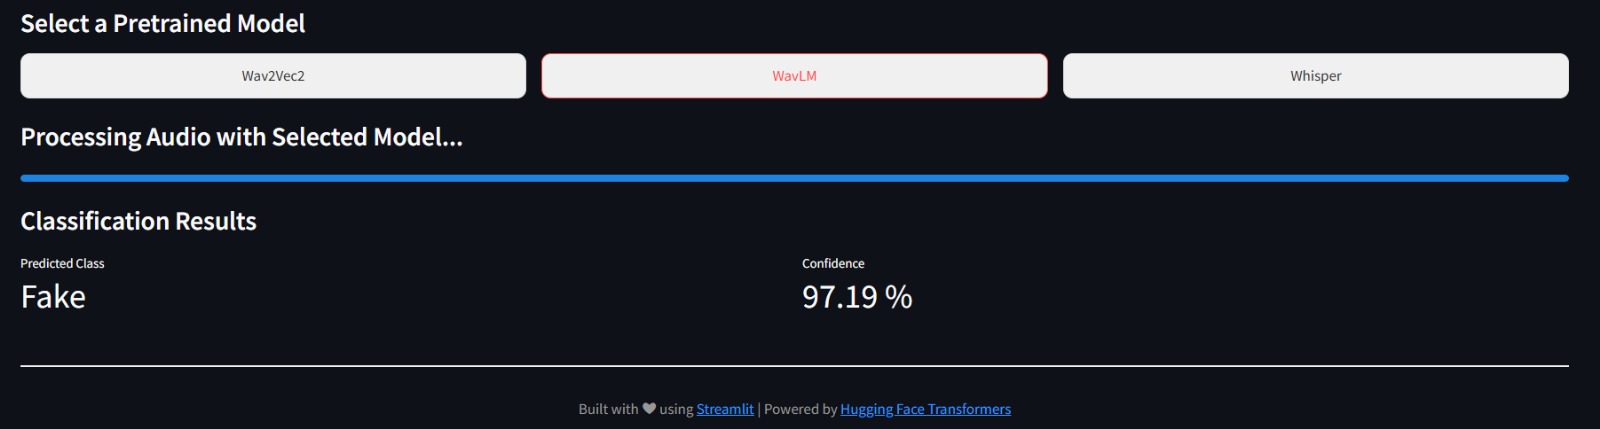 Select a Pretrained Model
Wav2Vec2 WavLM Whisper
Processing Audio with Selected Model...
Classification Results
Predicted Class Confidence
Fake 97.19 %
Built with 🖤 using Streamlit | Powered by Hugging Face Transformers